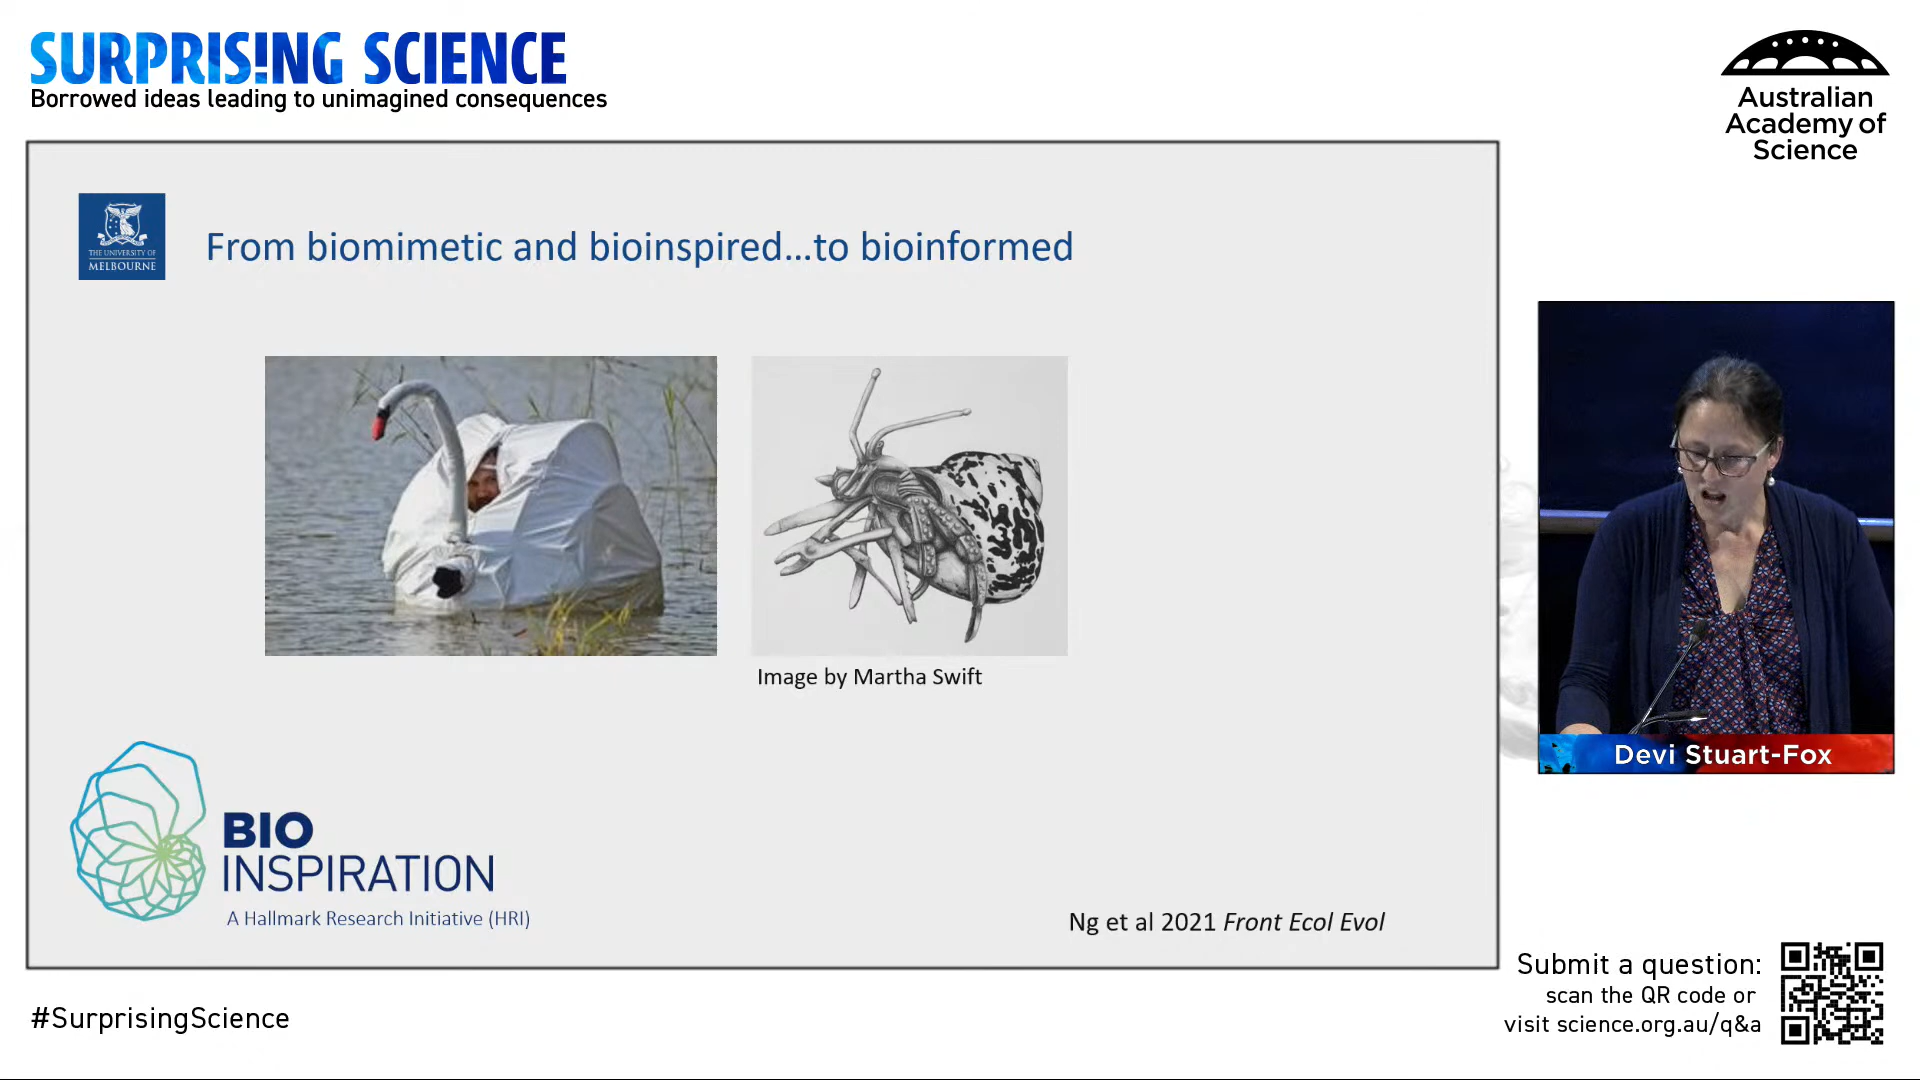 SURPRIS!NG SCIENCE
Borrowed ideas leading to unimagined consequences
Australian
Academy of
Science
THE UNIVERSITY OF
MELBOURNE
From biomimetic and bioinspired...to bioinformed
Image by Martha Swift
BIO
INSPIRATION
A Hallmark Research Initiative (HRI)
Ng et al 2021 Front Ecol Evol
Devi Stuart-Fox
Submit a question:
scan the QR code or
visit science.org.au/q&a
#SurprisingScience